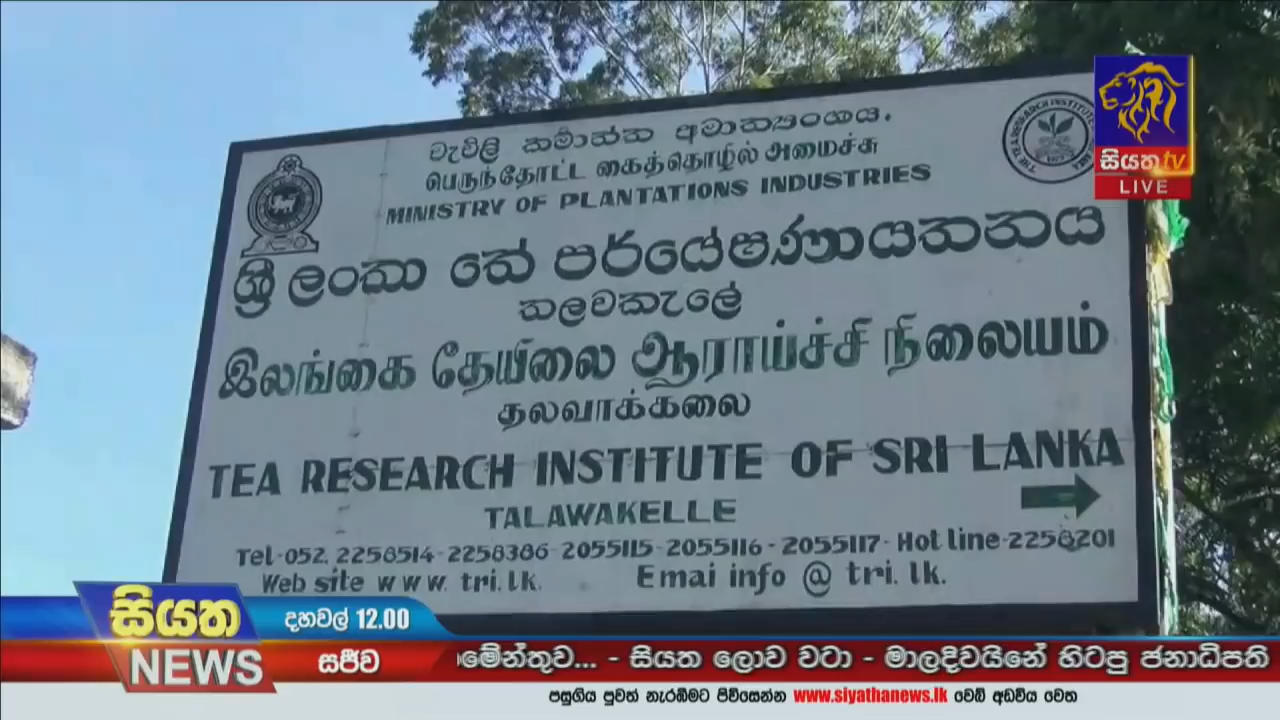 වැවිලි කර්මාන්ත අමාත්‍යංශය.
பெருந்தோட்ட கைத்தொழில் அமைச்சு
MINISTRY OF PLANTATIONS INDUSTRIES
ශ්‍රී ලංකා තේ පර්යේෂණායතනය
තලවකැලේ
இலங்கை தேயிலை ஆராய்ச்சி நிலையம்
தலவாக்கலை
TEA RESEARCH INSTITUTE OF SRI LANKA
TALAWAKELLE
Tel-052. 2258514-2258386-2055115-2055116-2055117-Hot line-2258201
Web site www. tri. lk. Emai info @ tri. lk.
සියත tv
LIVE
සියත දහවල් 12.00
NEWS සජීව මේන්තුව... - සියත ලොව වටා - මාලදිවයිනේ හිටපු ජනාධිපති
පසුගිය පුවත් නැරඹීමට පිවිසෙන්න www.siyathanews.lk වෙබ් අඩවිය වෙත